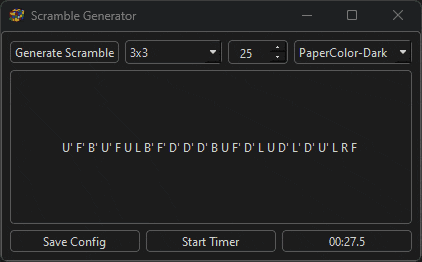 Scramble Generator
Generate Scramble 3x3 25 PaperColor-Dark
U' F' B' U' F U L B' F' D' D' D' B U F' D' L U D' L' D' U' L R F
Save Config Start Timer 00:27.5